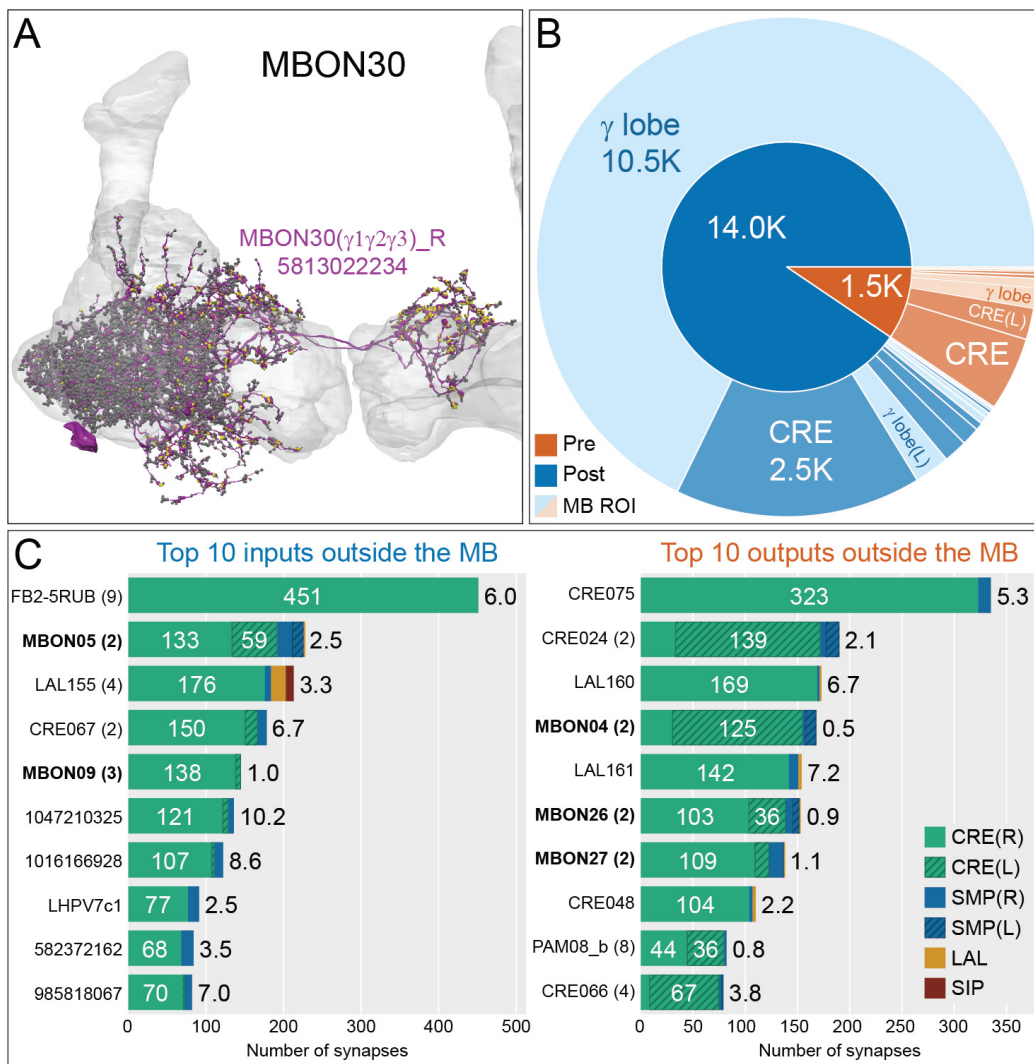 A
MBON30
MBON30(γ1γ2γ3)_R
5813022234
B
γ lobe
10.5K
14.0K
1.5K
γ lobe
CRE(L)
CRE
γ lobe(L)
CRE
2.5K
Pre
Post
MB ROI
C
Top 10 inputs outside the MB
FB2-5RUB (9) 451 6.0
MBON05 (2) 133 59 2.5
LAL155 (4) 176 3.3
CRE067 (2) 150 6.7
MBON09 (3) 138 1.0
1047210325 121 10.2
1016166928 107 8.6
LHPV7c1 77 2.5
582372162 68 3.5
985818067 70 7.0
0 100 200 300 400 500
Number of synapses
Top 10 outputs outside the MB
CRE075 323 5.3
CRE024 (2) 139 2.1
LAL160 169 6.7
MBON04 (2) 125 0.5
LAL161 142 7.2
MBON26 (2) 103 36 0.9
MBON27 (2) 109 1.1
CRE048 104 2.2
PAM08_b (8) 44 36 0.8
CRE066 (4) 67 3.8
0 50 100 150 200 250 300 350
Number of synapses
CRE(R)
CRE(L)
SMP(R)
SMP(L)
LAL
SIP